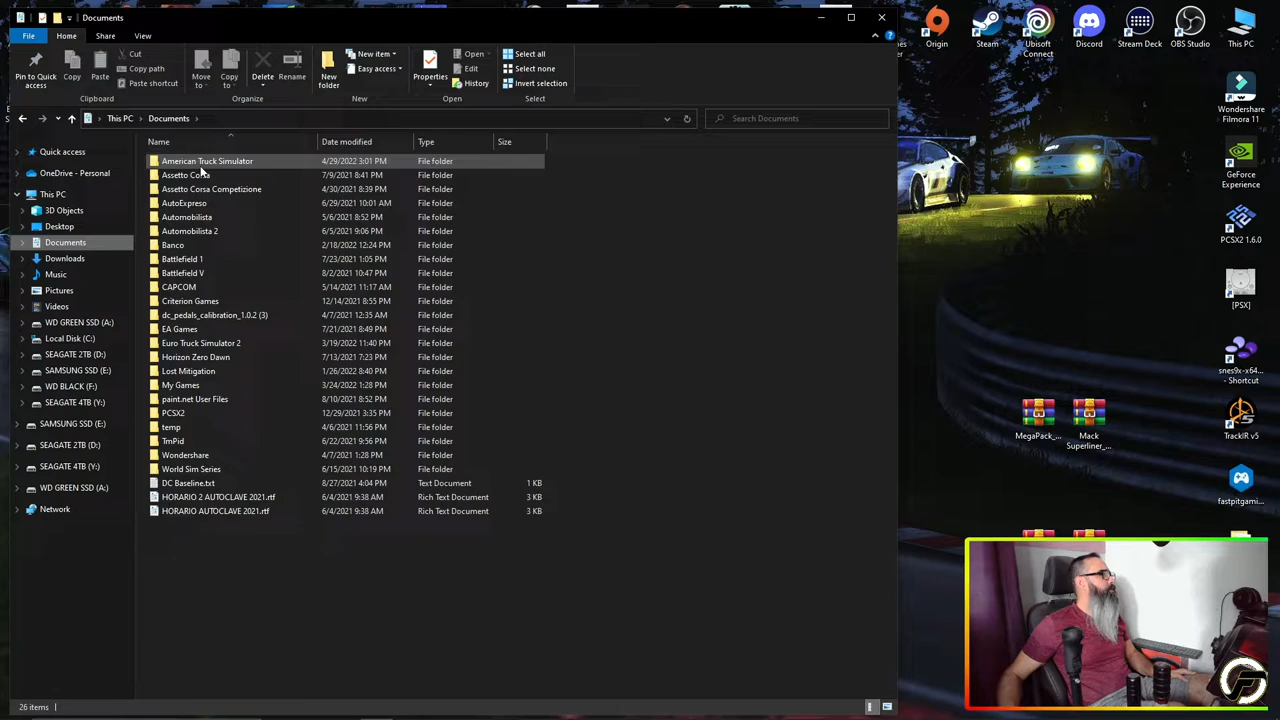 Documents
File Home Share View
Pin to Quick access
Copy
Paste
Cut
Copy path
Paste shortcut
Clipboard
Move to
Copy to
Delete
Rename
Organize
New folder
New item
Easy access
New
Properties
Open
Edit
History
Open
Select all
Select none
Invert selection
Select
This PC > Documents >
Search Documents
Quick access
OneDrive - Personal
This PC
3D Objects
Desktop
Documents
Downloads
Music
Pictures
Videos
WD GREEN SSD (A:)
Local Disk (C:)
SEAGATE 2TB (D:)
SAMSUNG SSD (E:)
WD BLACK (F:)
SEAGATE 4TB (Y:)
SAMSUNG SSD (E:)
SEAGATE 2TB (D:)
SEAGATE 4TB (Y:)
WD GREEN SSD (A:)
Network
Name Date modified Type Size
American Truck Simulator 4/29/2022 3:01 PM File folder
Assetto Corsa 7/9/2021 8:41 PM File folder
Assetto Corsa Competizione 4/30/2021 8:39 PM File folder
AutoExpreso 6/29/2021 10:01 AM File folder
Automobilista 5/6/2021 8:52 PM File folder
Automobilista 2 6/5/2021 9:06 PM File folder
Banco 2/18/2022 12:24 PM File folder
Battlefield 1 7/23/2021 1:05 PM File folder
Battlefield V 8/2/2021 10:47 PM File folder
CAPCOM 5/14/2021 11:17 AM File folder
Criterion Games 12/14/2021 8:55 PM File folder
dc_pedals_calibration_1.0.2 (3) 4/7/2021 12:35 AM File folder
EA Games 7/21/2021 8:49 PM File folder
Euro Truck Simulator 2 3/19/2022 11:40 PM File folder
Horizon Zero Dawn 7/13/2021 7:23 PM File folder
Lost Mitigation 1/26/2022 8:40 PM File folder
My Games 3/24/2022 1:28 PM File folder
paint.net User Files 8/10/2021 8:52 PM File folder
PCSX2 12/29/2021 3:35 PM File folder
temp 4/6/2021 11:56 PM File folder
TmPid 6/22/2021 9:56 PM File folder
Wondershare 4/7/2021 1:28 PM File folder
World Sim Series 6/15/2021 10:19 PM File folder
DC Baseline.txt 8/27/2021 4:04 PM Text Document 1 KB
HORARIO 2 AUTOCLAVE 2021.rtf 6/4/2021 9:38 AM Rich Text Document 3 KB
HORARIO AUTOCLAVE 2021.rtf 6/4/2021 9:38 AM Rich Text Document 3 KB
26 items
Origin
Steam
Ubisoft Connect
Discord
Stream Deck
OBS Studio
This PC
Wondershare Filmora 11
GeForce Experience
PCSX2 1.6.0
[PSX]
snes9x-x64... - Shortcut
MegaPack_...
Mack Superliner_...
TrackIR v5
fastpitgami...